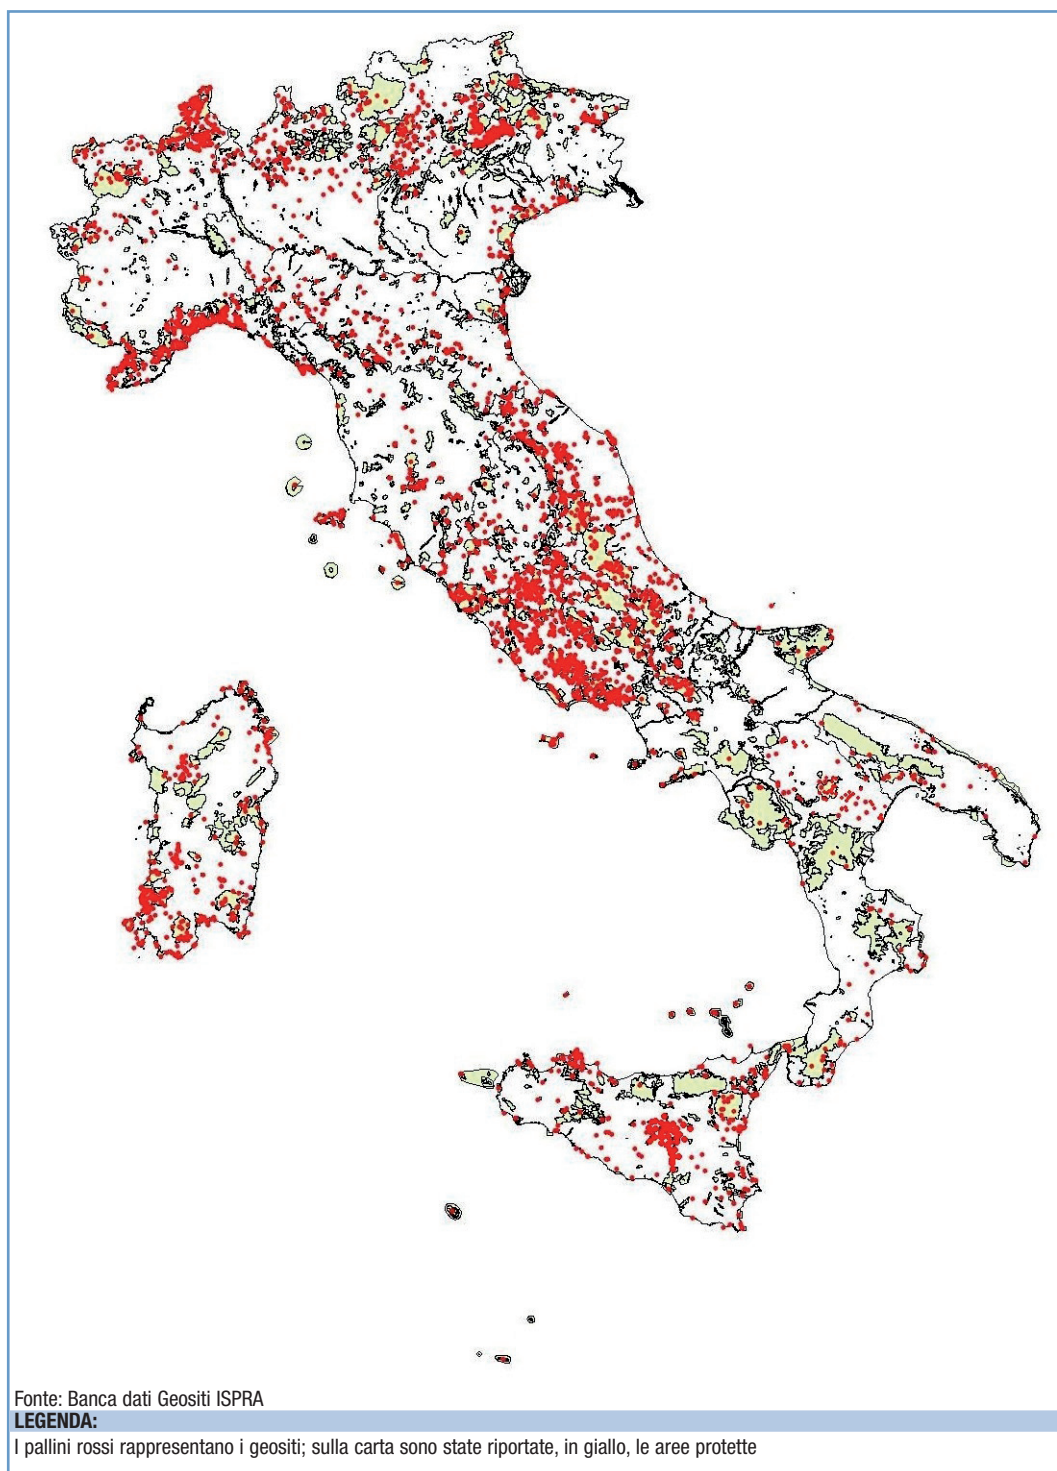 Fonte: Banca dati Geositi ISPRA
LEGENDA:
I pallini rossi rappresentano i geositi; sulla carta sono state riportate, in giallo, le aree protette